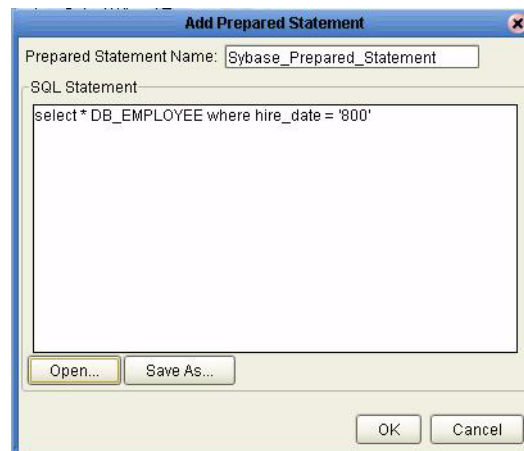 Add Prepared Statement
Prepared Statement Name: Sybase_Prepared_Statement
SQL Statement
select * DB_EMPLOYEE where hire_date = '800'
Open... Save As...
OK Cancel